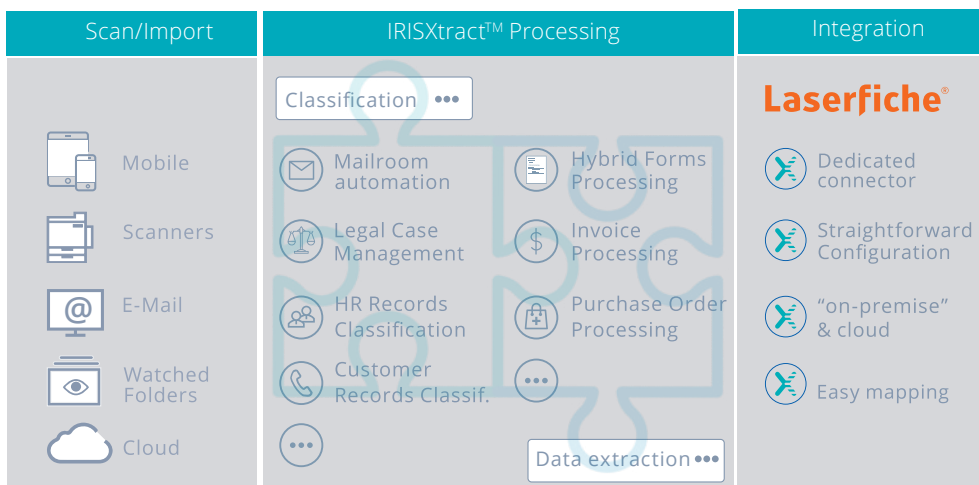 Scan/Import
Mobile
Scanners
@
E-Mail
Watched
Folders
Cloud
IRISXtract™ Processing
Classification •••
Mailroom
automation
Legal Case
Management
HR Records
Classification
Customer
Records Classif.
•••
Hybrid Forms
Processing
$
Invoice
Processing
Purchase Order
Processing
•••
Data extraction •••
Integration
Laserfiche®
Dedicated
connector
Straightforward
Configuration
“on-premise”
& cloud
Easy mapping